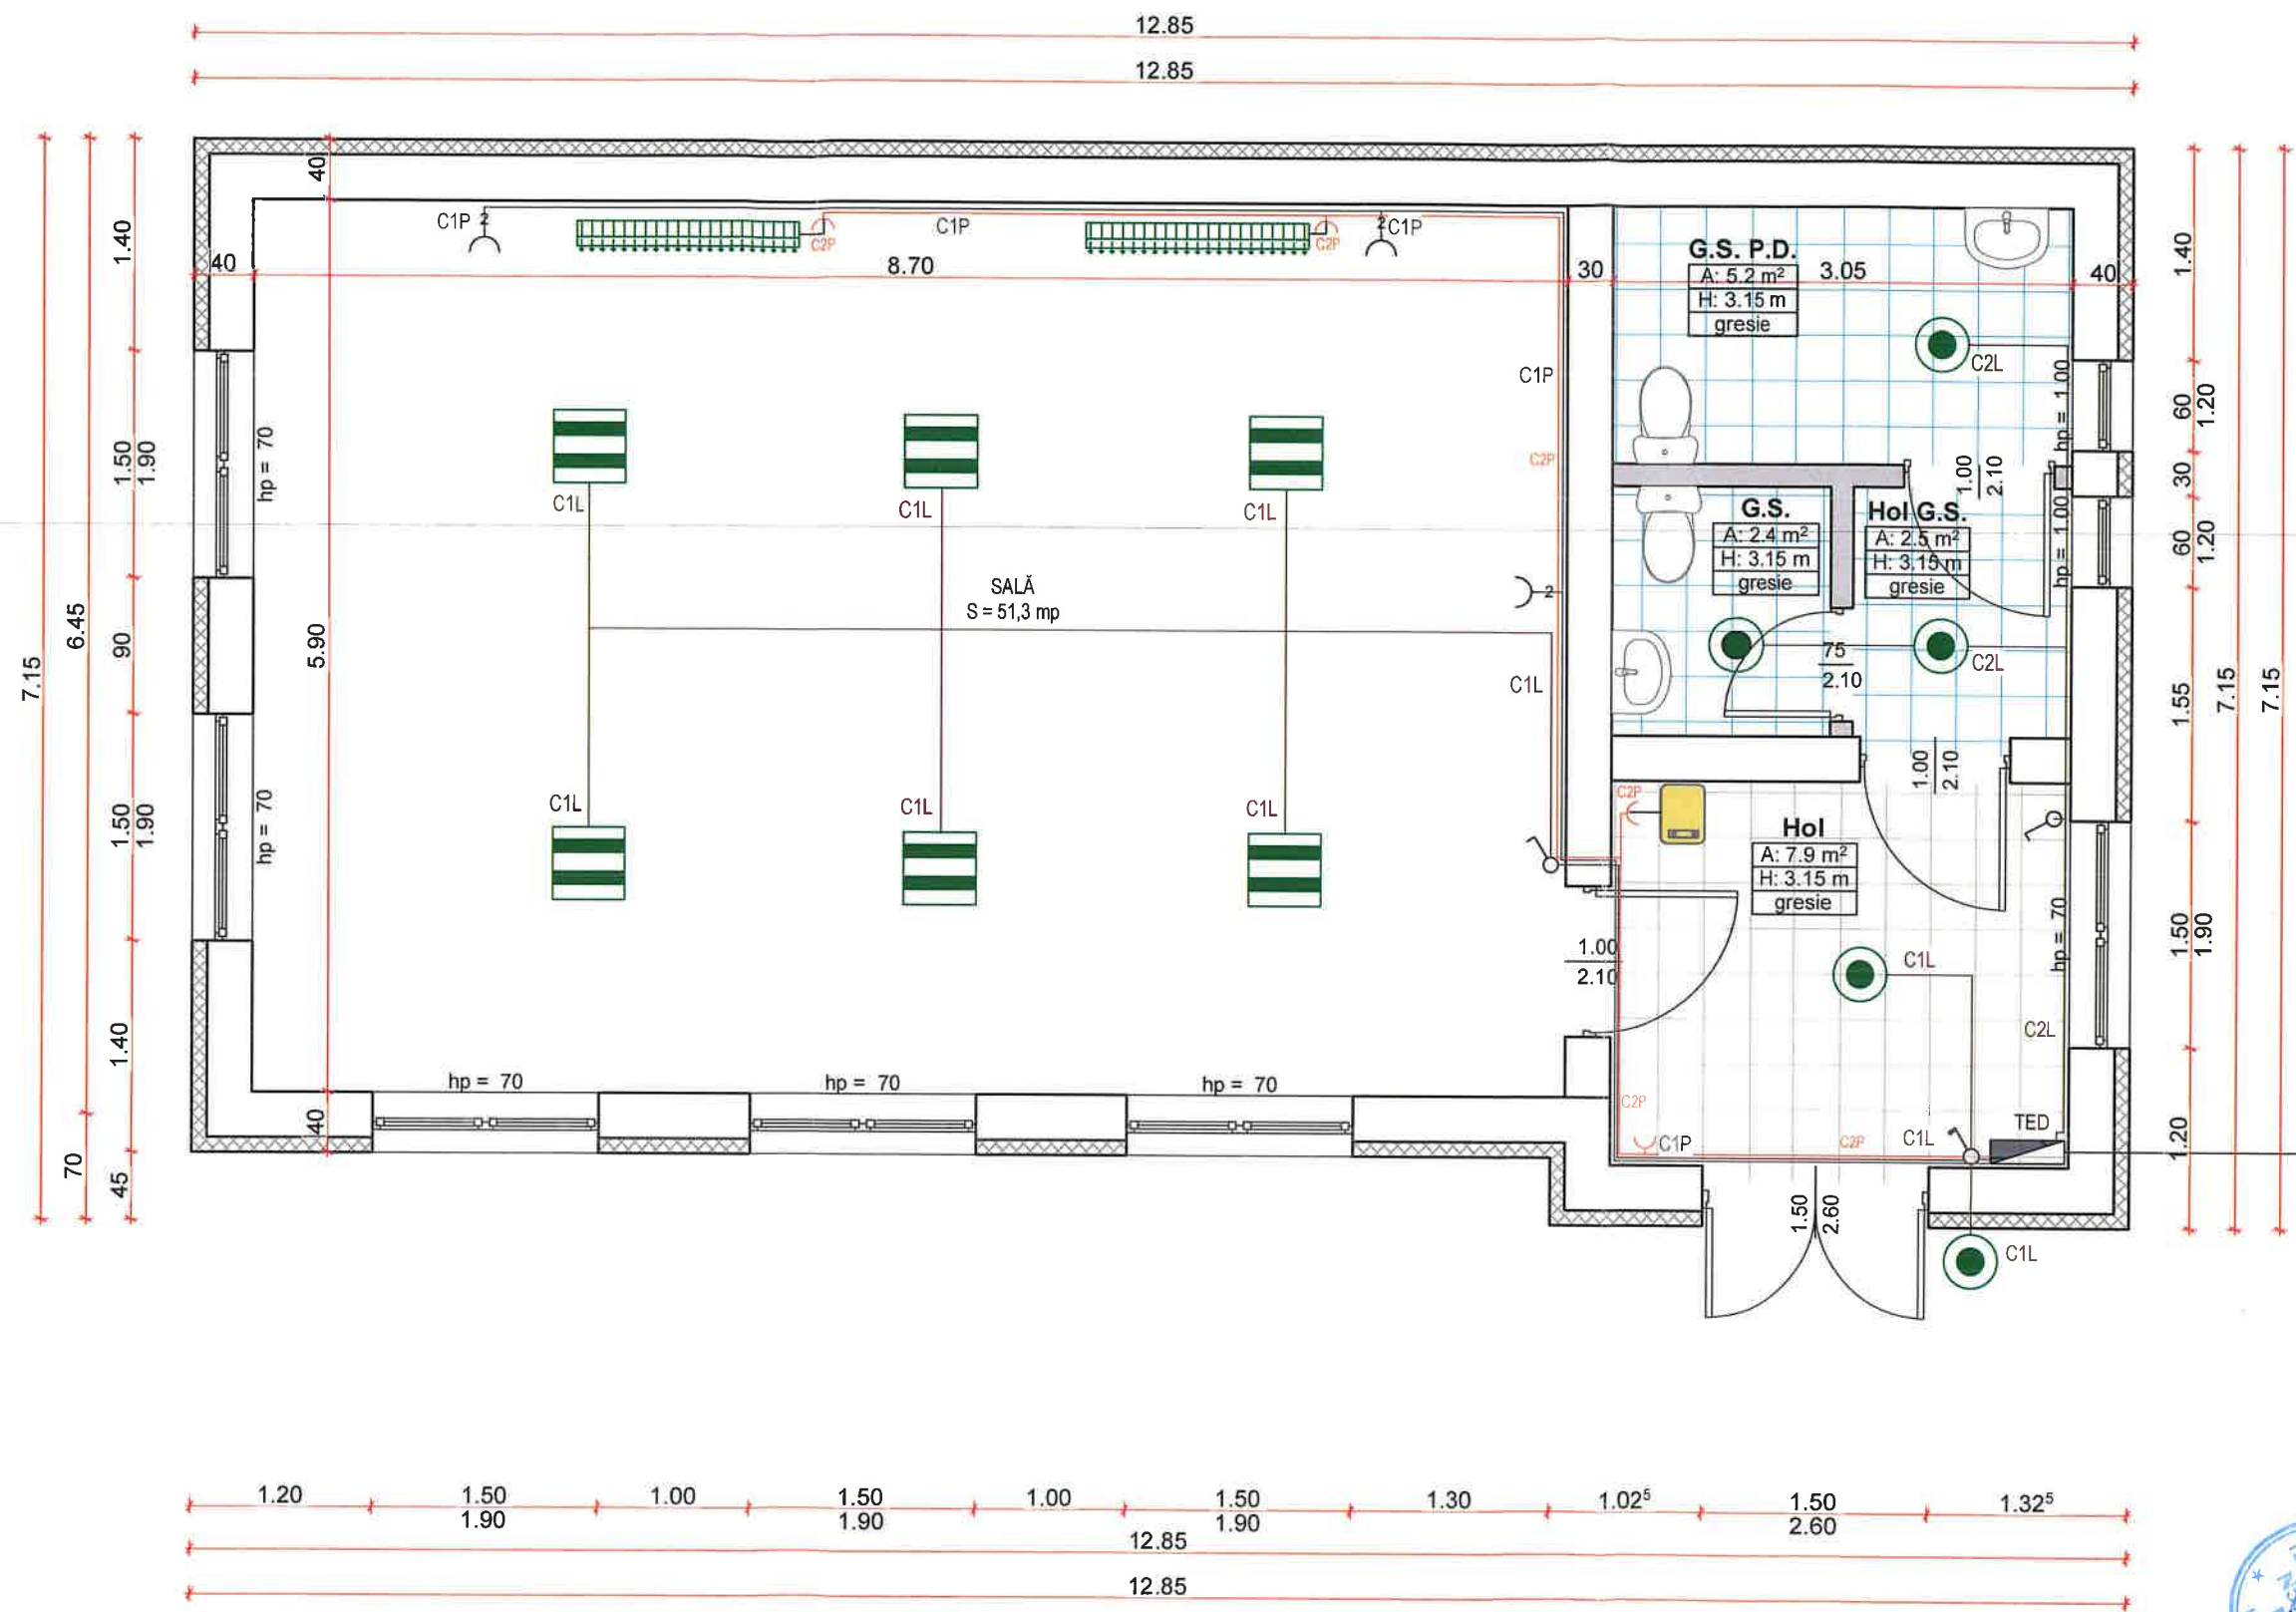 12.85
12.85
40
C1P 2
C2P
C1P
C2P
2 C1P
40
8.70
30
G.S. P.D.
A: 5.2 m²
H: 3.15 m
gresie
3.05
40
1.40
1.40
C1P
C2L
hp = 1.00
60
1.20
1.50
1.90
hp = 70
C2P
1.00
2.10
30
C1L
C1L
C1L
G.S.
A: 2.4 m²
H: 3.15 m
gresie
Hol G.S.
A: 2.5 m²
H: 3.15 m
gresie
hp = 1.00
60
1.20
SALĂ
S = 51,3 mp
2
7.15
6.45
90
5.90
C1L
75
2.10
C2L
1.55
7.15
7.15
1.50
1.90
hp = 70
C1L
C1L
C1L
1.00
2.10
C2P
Hol
A: 7.9 m²
H: 3.15 m
gresie
hp = 70
1.50
1.90
1.00
2.10
C1L
C2L
1.40
hp = 70
hp = 70
hp = 70
40
C2P
C1P
C2P
C1L
TED
1.20
70
45
1.50
2.60
C1L
1.20
1.50
1.90
1.00
1.50
1.90
1.00
1.50
1.90
1.30
1.02⁵
1.50
2.60
1.32⁵
12.85
12.85